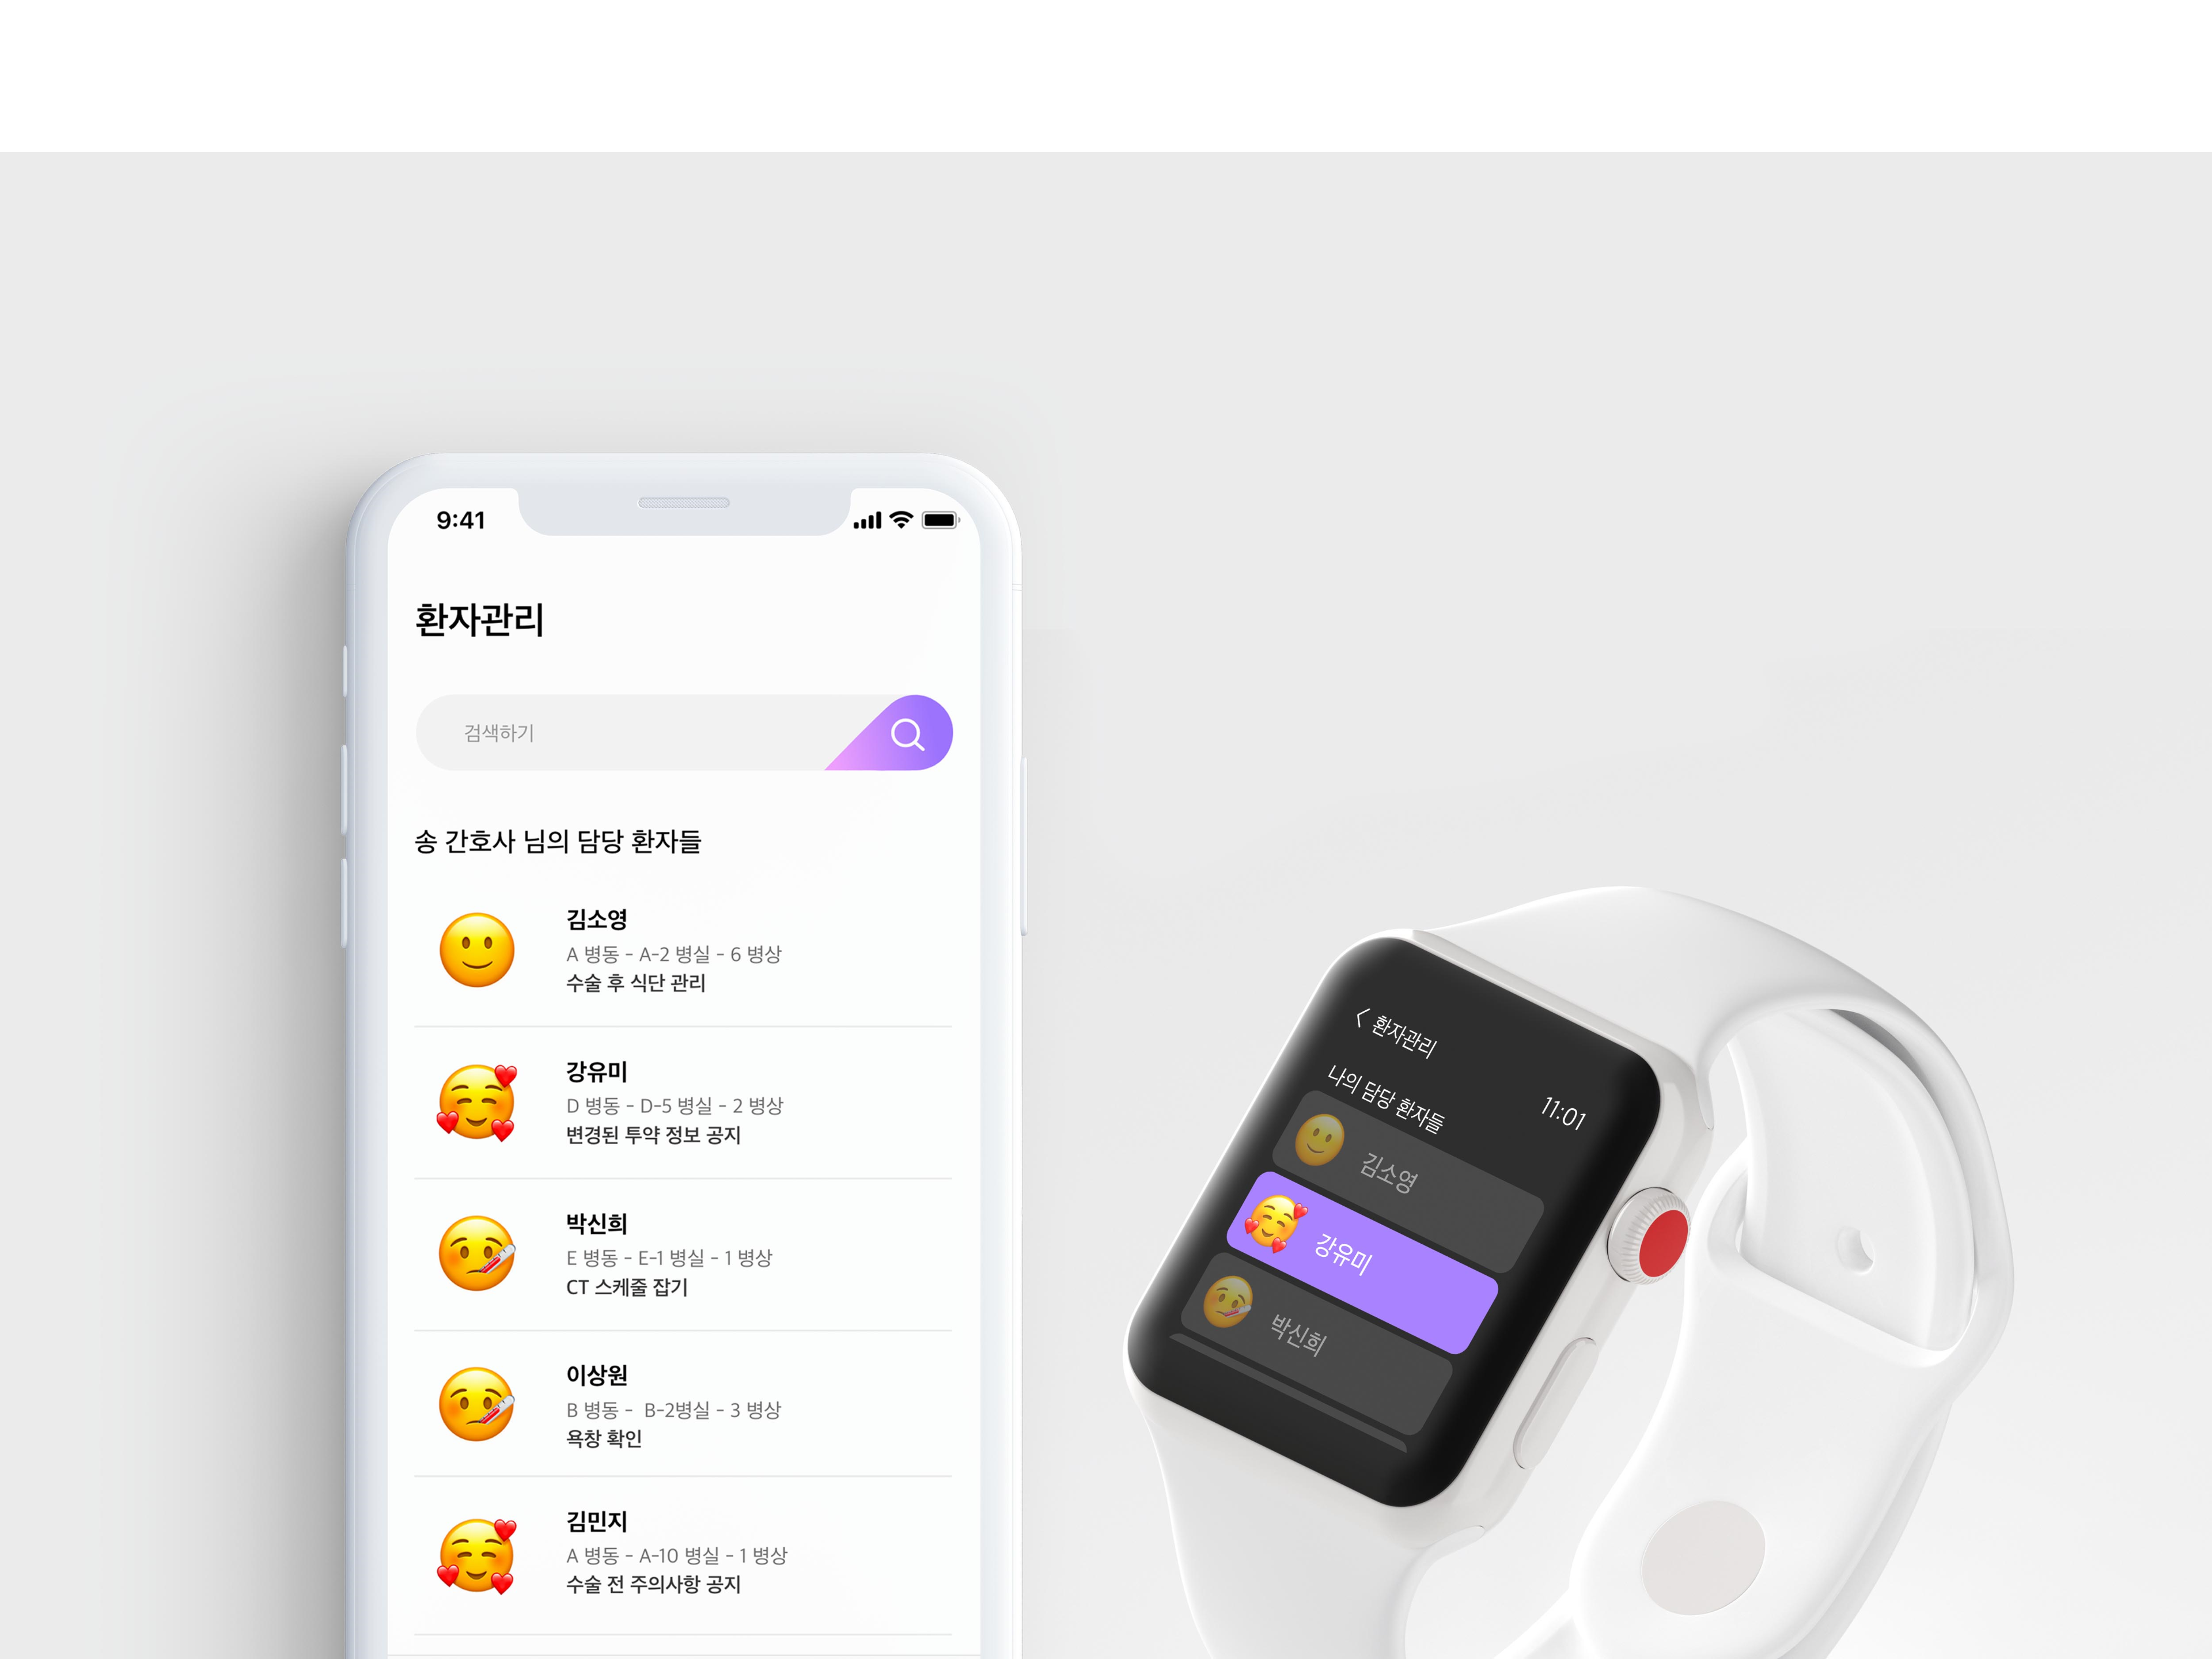 9:41
환자관리
검색하기
송 간호사 님의 담당 환자들
김소영
A 병동 - A-2 병실 - 6 병상
수술 후 식단 관리
강유미
D 병동 - D-5 병실 - 2 병상
변경된 투약 정보 공지
박신희
E 병동 - E-1 병실 - 1 병상
CT 스케줄 잡기
이상원
B 병동 - B-2병실 - 3 병상
욕창 확인
김민지
A 병동 - A-10 병실 - 1 병상
수술 전 주의사항 공지
< 환자관리
11:01
나의 담당 환자들
김소영
강유미
박신희